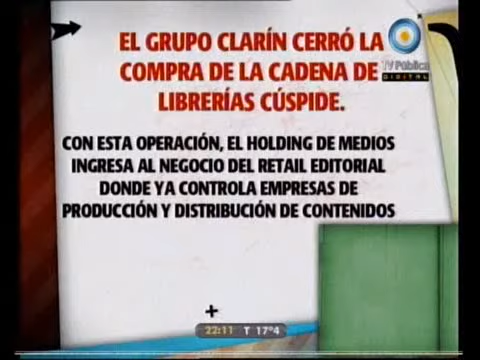 EL GRUPO CLARÍN CERRÓ LA
COMPRA DE LA CADENA DE
LIBRERÍAS CÚSPIDE.
TV Pública
DIGITAL
CON ESTA OPERACIÓN, EL HOLDING DE MEDIOS
INGRESA AL NEGOCIO DEL RETAIL EDITORIAL
DONDE YA CONTROLA EMPRESAS DE
PRODUCCIÓN Y DISTRIBUCIÓN DE CONTENIDOS
+
22:11 T 17°4